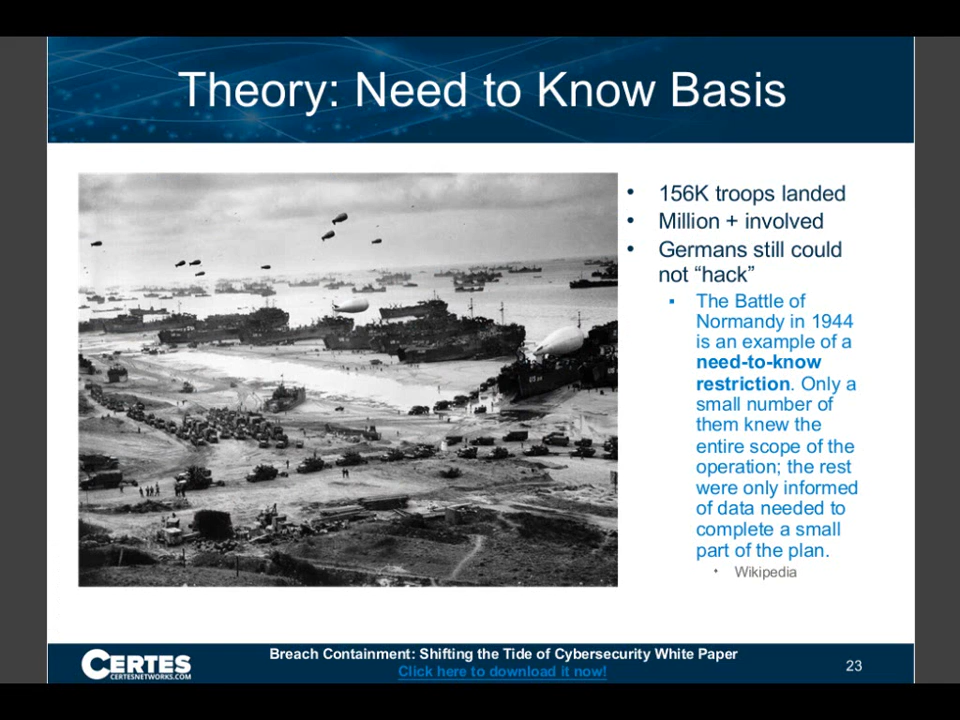 Theory: Need to Know Basis
• 156K troops landed
• Million + involved
• Germans still could
not “hack”
▪ The Battle of
Normandy in 1944
is an example of a
need-to-know
restriction. Only a
small number of
them knew the
entire scope of the
operation; the rest
were only informed
of data needed to
complete a small
part of the plan.
• Wikipedia
CERTES
CERTESNETWORKS.COM
Breach Containment: Shifting the Tide of Cybersecurity White Paper
Click here to download it now!
23